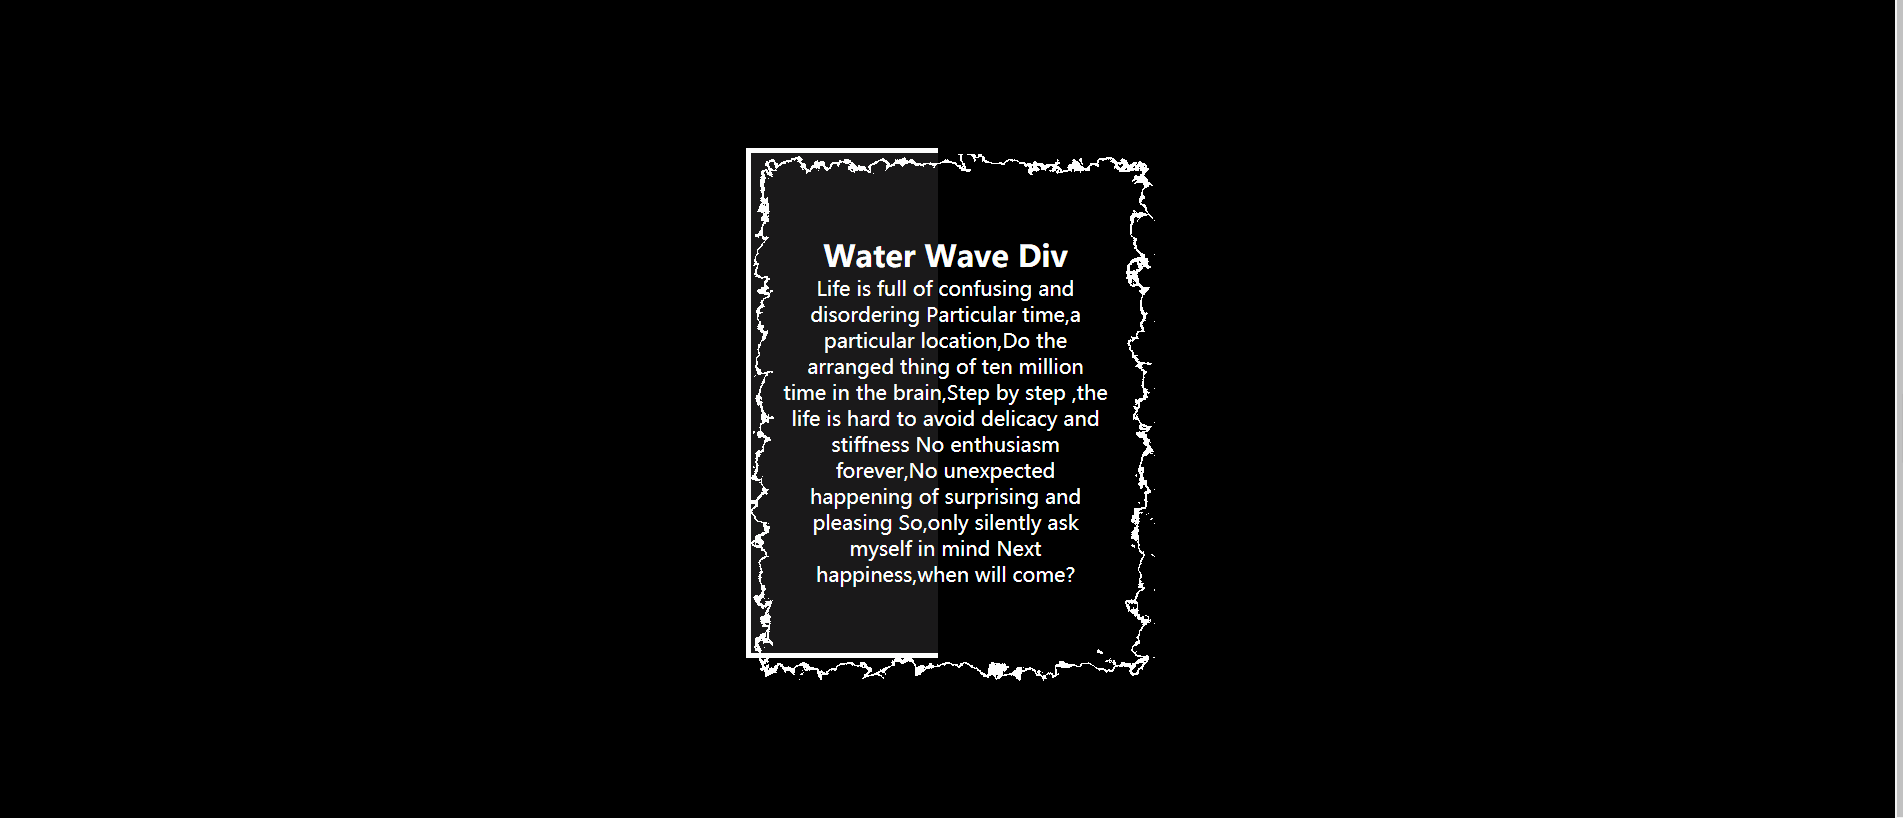 Water Wave Div
Life is full of confusing and
disordering Particular time,a
particular location,Do the
arranged thing of ten million
time in the brain,Step by step ,the
life is hard to avoid delicacy and
stiffness No enthusiasm
forever,No unexpected
happening of surprising and
pleasing So,only silently ask
myself in mind Next
happiness,when will come?